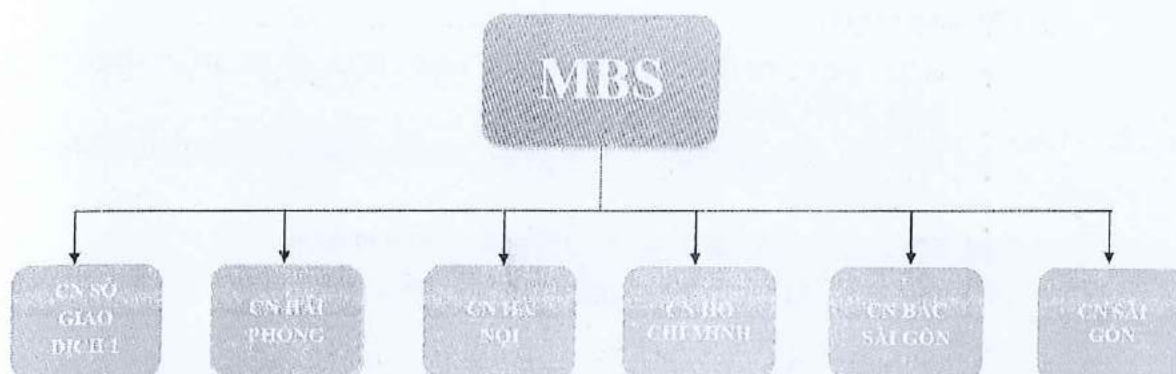 MBS
CN SỞ
GIAO
DỊCH 1
CN HẢI
PHÒNG
CN HÀ
NỘI
CN HỒ
CHÍ MINH
CN BẮC
SÀI GÒN
CN SÀI
GÒN